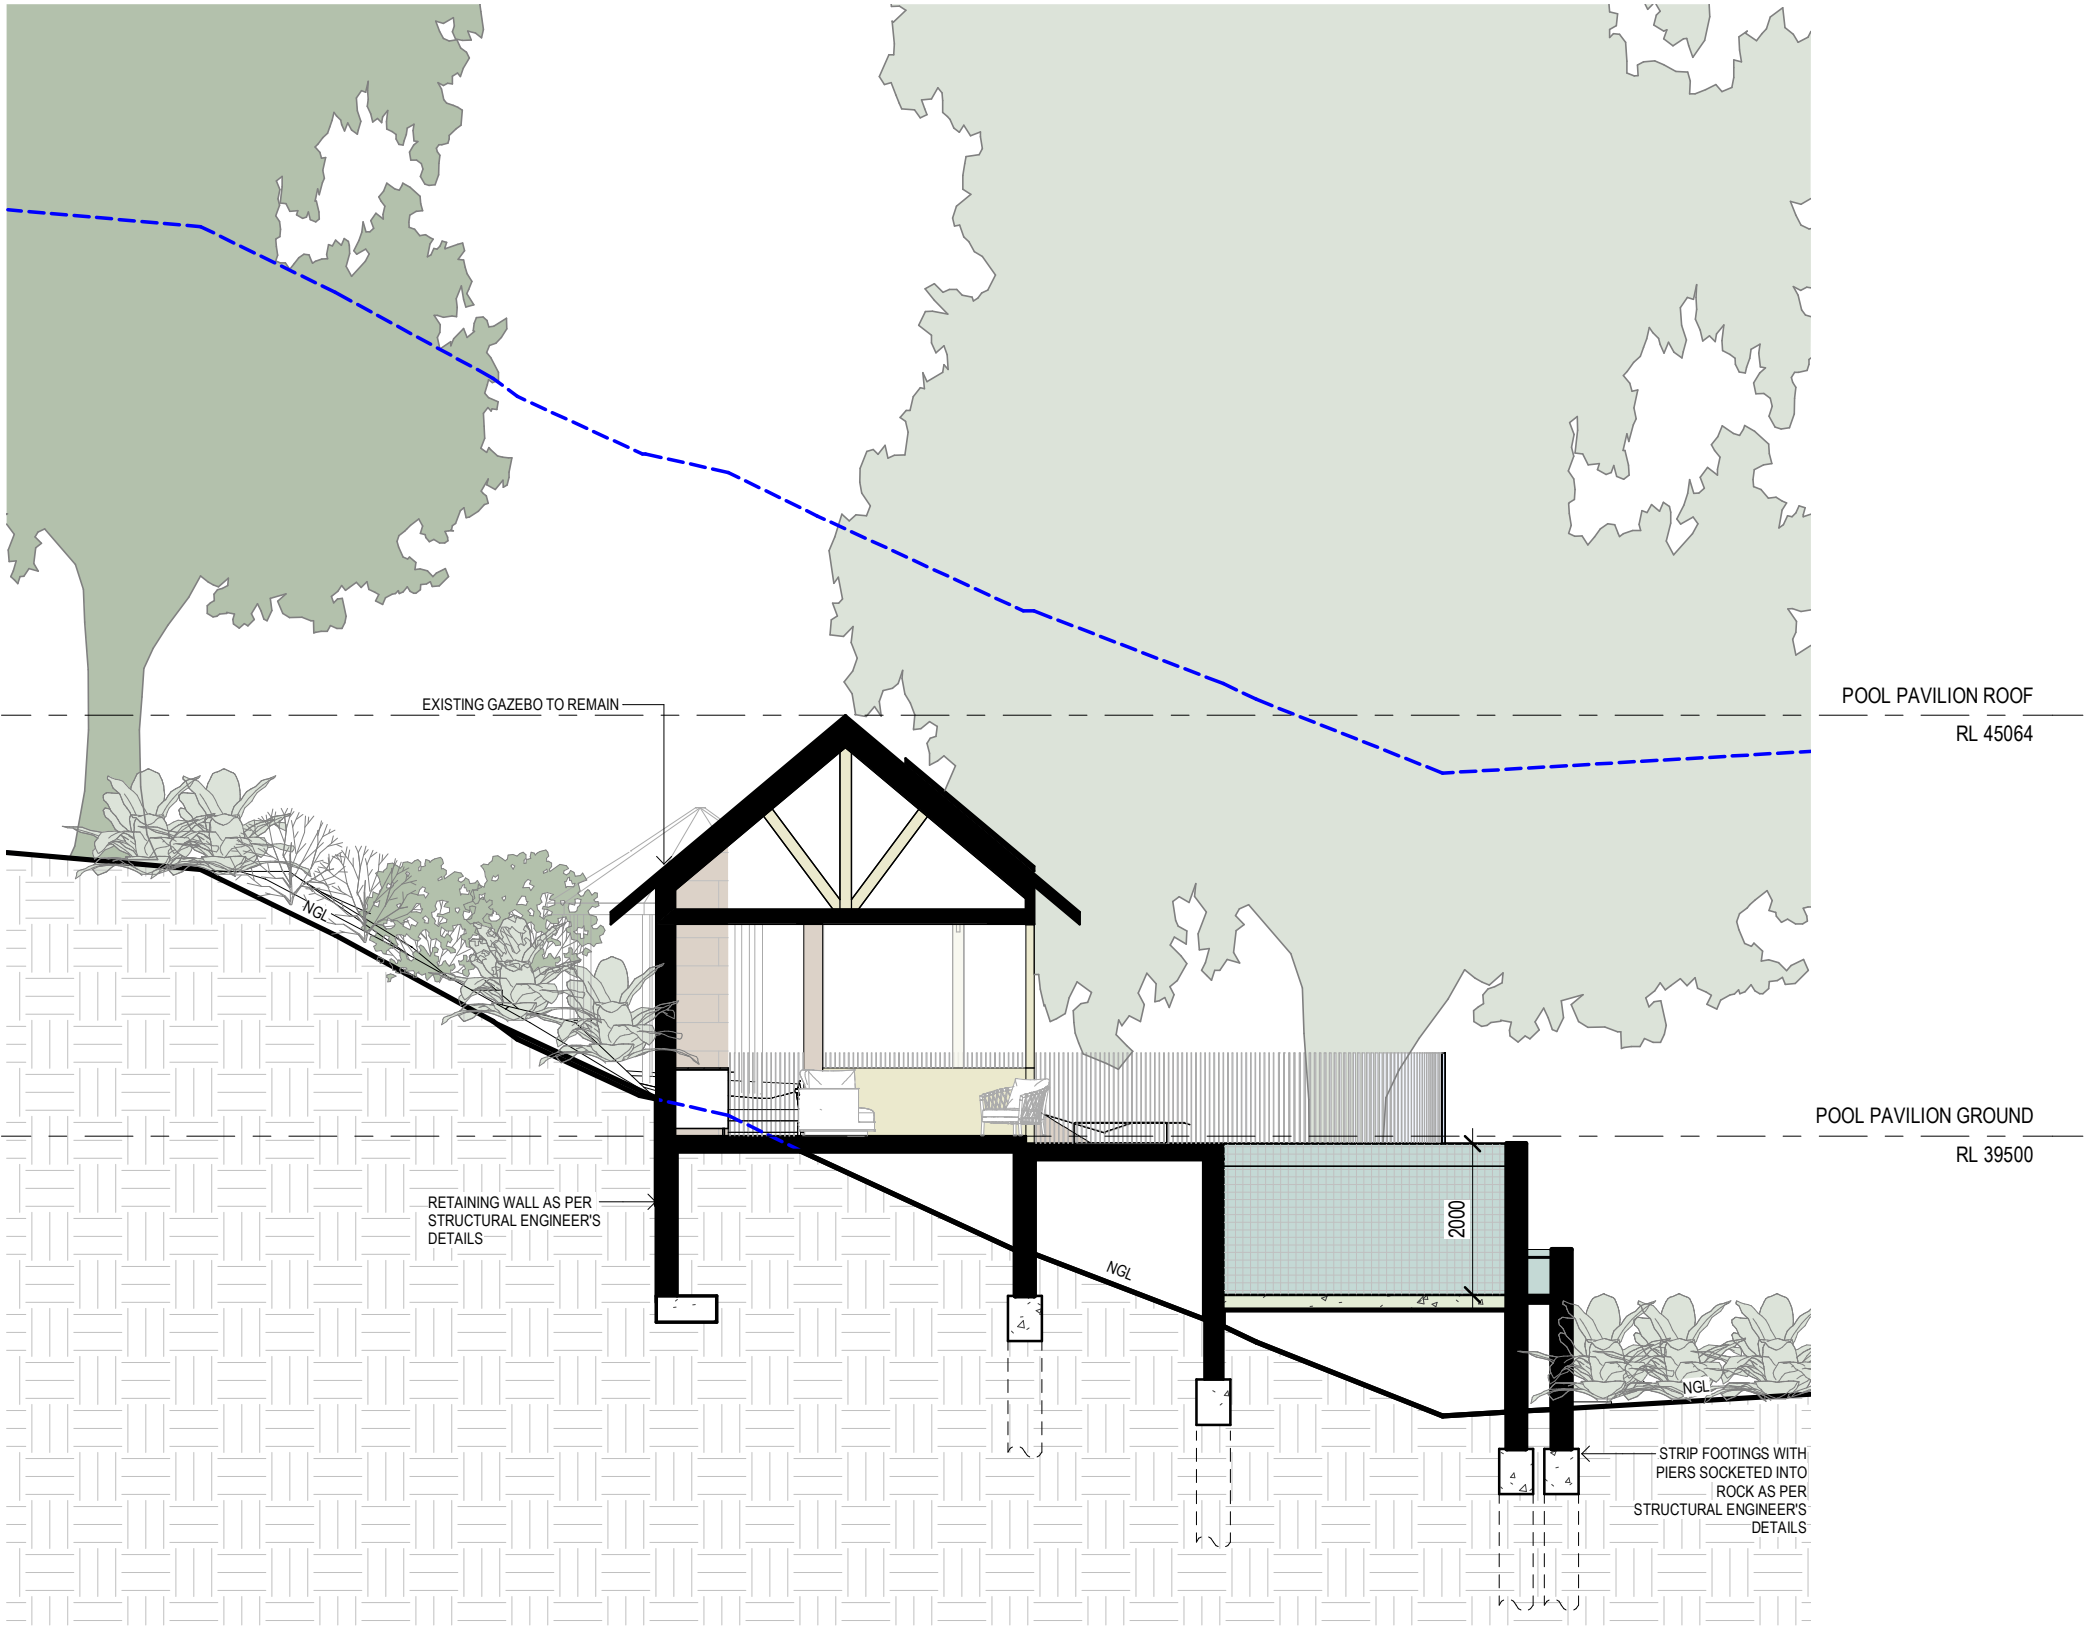 POOL PAVILION ROOF
EXISTING GAZEBO TO REMAIN
RL 45064
NGL
POOL PAVILION GROUND
RL 39500
RETAINING WALL AS PER
STRUCTURAL ENGINEER'S
DETAILS
2000
NGL
NGL
STRIP FOOTINGS WITH
PIERS SOCKETED INTO
ROCK AS PER
STRUCTURAL ENGINEER'S
DETAILS